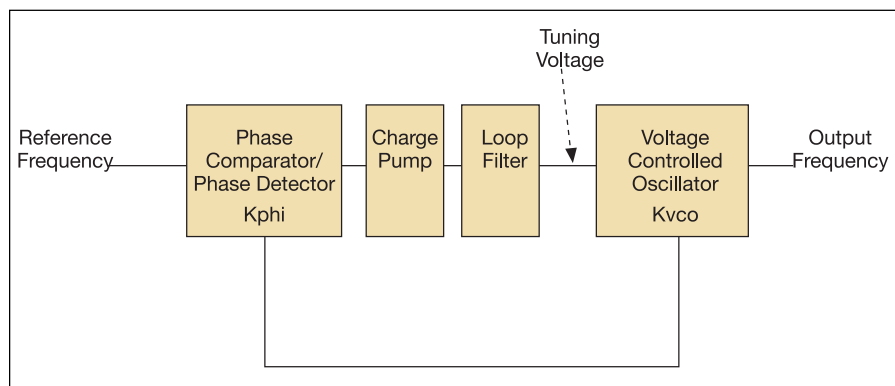 Tuning
Voltage
Reference
Frequency
Phase
Comparator/
Phase Detector
Kphi
Charge
Pump
Loop
Filter
Voltage
Controlled
Oscillator
Kvco
Output
Frequency